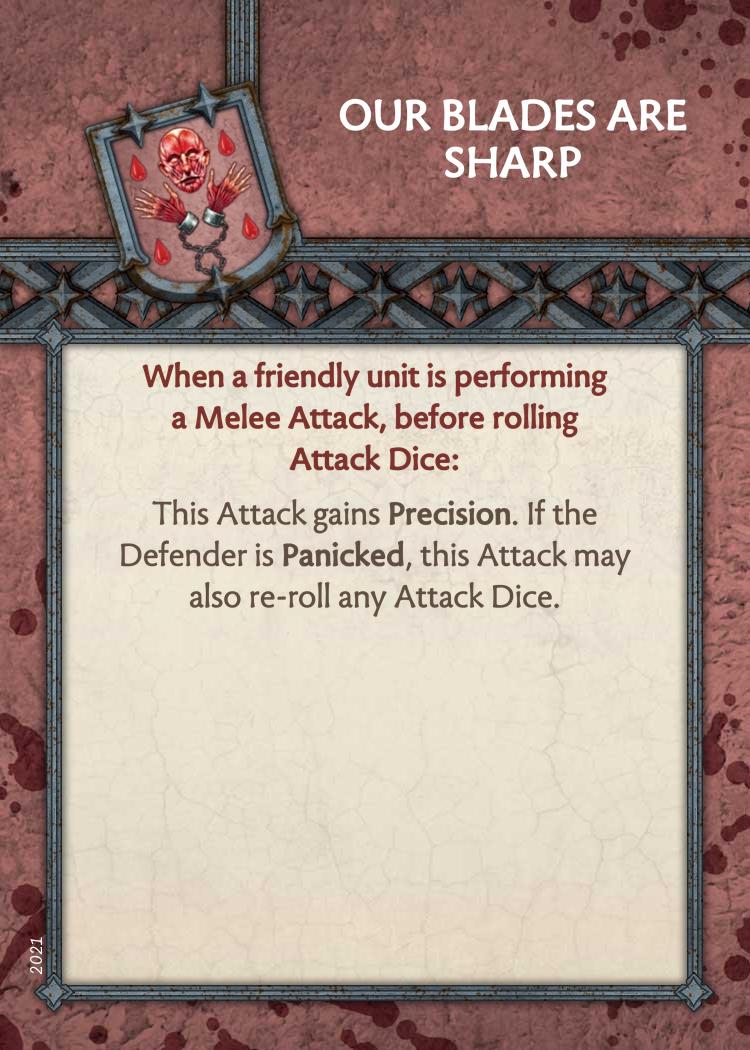 OUR BLADES ARE
SHARP
When a friendly unit is performing
a Melee Attack, before rolling
Attack Dice:
This Attack gains Precision. If the
Defender is Panicked, this Attack may
also re-roll any Attack Dice.
2021